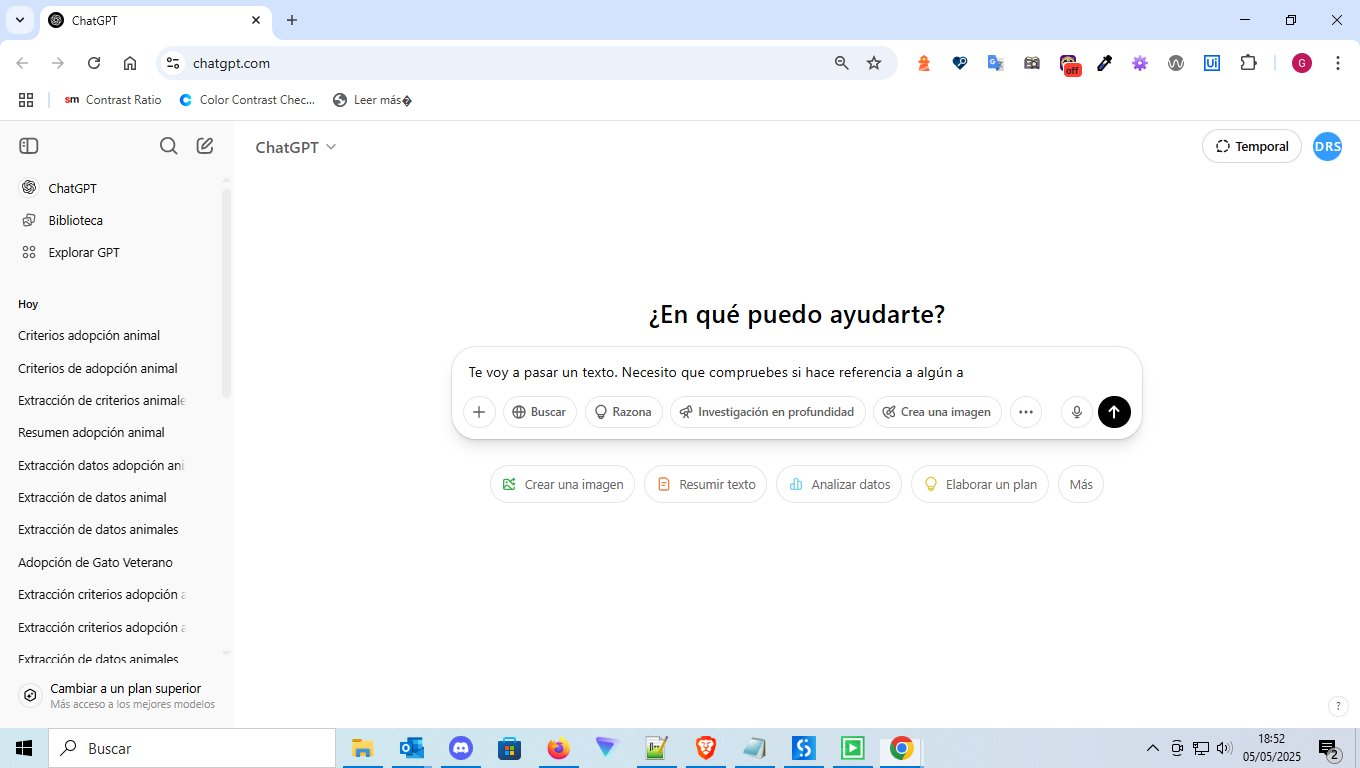 ChatGPT
chatgpt.com
off
Ui
G
sm Contrast Ratio
Color Contrast Chec...
Leer más�
ChatGPT
Temporal
DRS
ChatGPT
Biblioteca
Explorar GPT
Hoy
Criterios adopción animal
Criterios de adopción animal
Extracción de criterios animale
Resumen adopción animal
Extracción datos adopción ani
Extracción de datos animal
Extracción de datos animales
Adopción de Gato Veterano
Extracción criterios adopción a
Extracción criterios adopción a
Extracción de datos animales
Cambiar a un plan superior
Más acceso a los mejores modelos
¿En qué puedo ayudarte?
Te voy a pasar un texto. Necesito que compruebes si hace referencia a algún a
Buscar
Razona
Investigación en profundidad
Crea una imagen
Crear una imagen
Resumir texto
Analizar datos
Elaborar un plan
Más
?
Buscar
18:52
05/05/2025
2